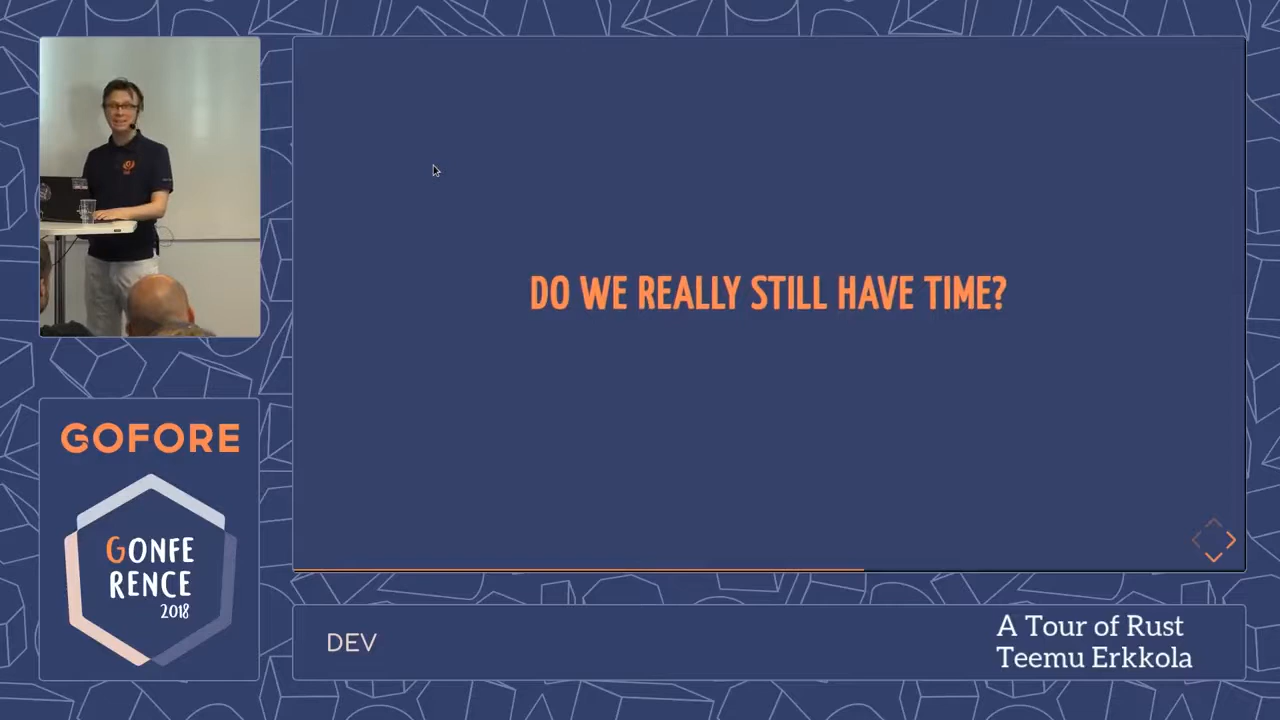 DO WE REALLY STILL HAVE TIME?
GOFORE
GONFE
RENCE
2018
DEV
A Tour of Rust
Teemu Erkkola